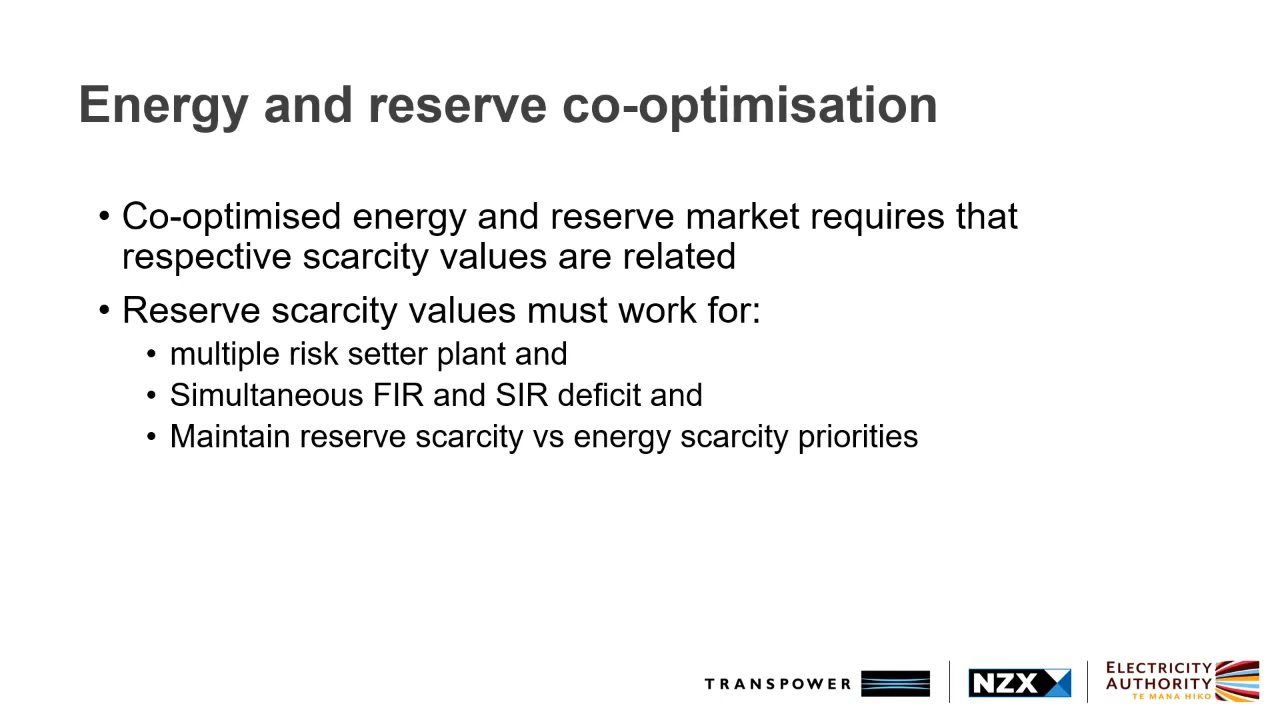 Energy and reserve co-optimisation
• Co-optimised energy and reserve market requires that
respective scarcity values are related
• Reserve scarcity values must work for:
• multiple risk setter plant and
• Simultaneous FIR and SIR deficit and
• Maintain reserve scarcity vs energy scarcity priorities
TRANSPOWER
NZX
ELECTRICITY
AUTHORITY
TE MANA HIKO